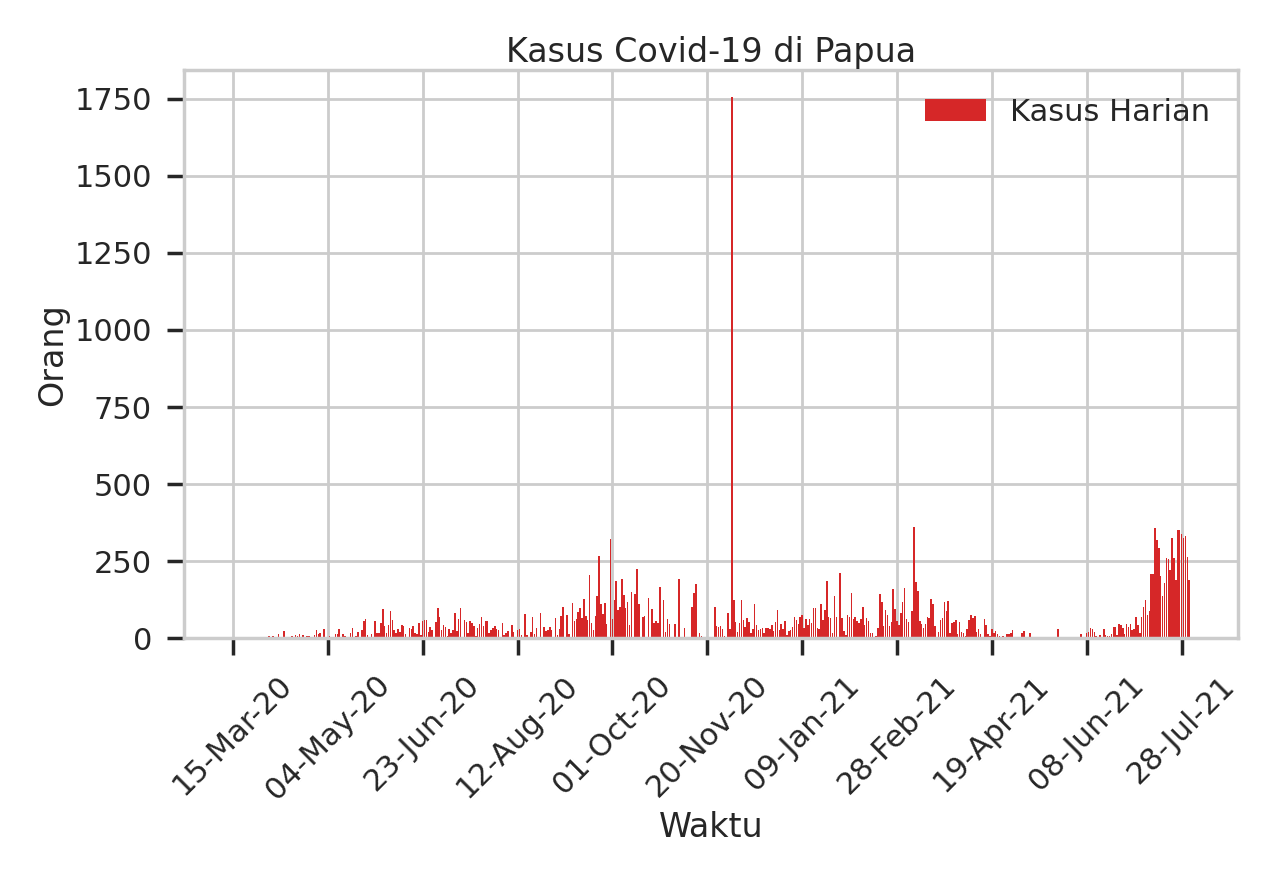 Kasus Covid-19 di Papua
Kasus Harian
1750
1500
1250
1000
750
500
250
0
Orang
15-Mar-20
04-May-20
23-Jun-20
12-Aug-20
01-Oct-20
20-Nov-20
09-Jan-21
28-Feb-21
19-Apr-21
08-Jun-21
28-Jul-21
Waktu